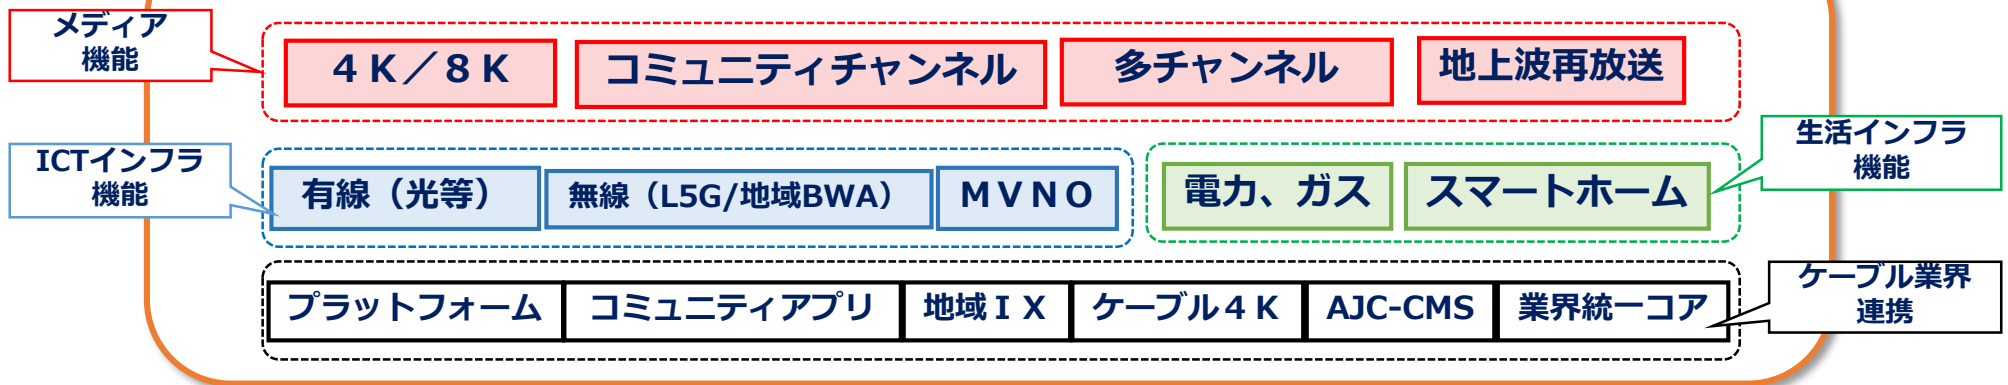 メディア
機能
４Ｋ／８Ｋ
コミュニティチャンネル
多チャンネル
地上波再放送
ICTインフラ
機能
有線（光等）
無線（L5G/地域BWA）
ＭＶＮＯ
電力、ガス
スマートホーム
生活インフラ
機能
プラットフォーム
コミュニティアプリ
地域ＩＸ
ケーブル４Ｋ
AJC-CMS
業界統一コア
ケーブル業界
連携